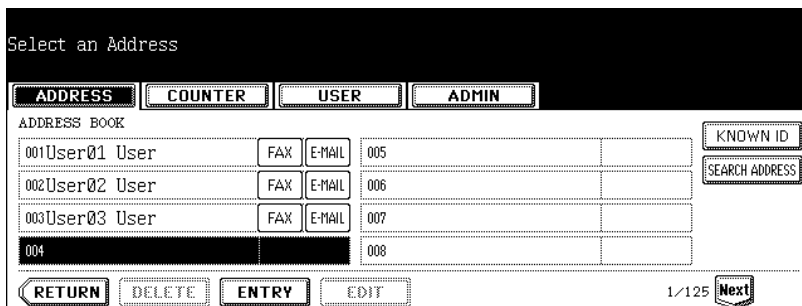 Select an Address
ADDRESS COUNTER USER ADMIN
ADDRESS BOOK
KNOWN ID
001User01 User FAX E-MAIL 005
SEARCH ADDRESS
002User02 User FAX E-MAIL 006
003User03 User FAX E-MAIL 007
004 008
RETURN DELETE ENTRY EDIT 1/125 Next